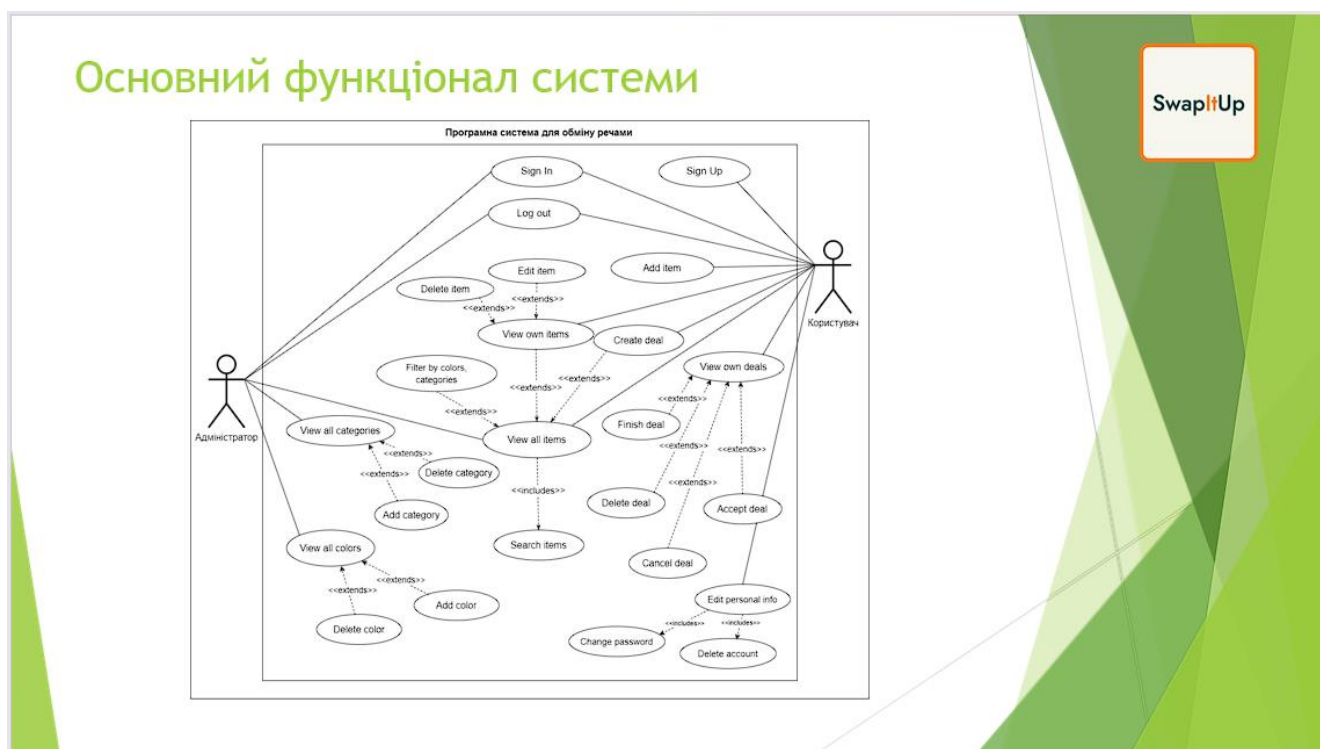 Основний функціонал системи
SwapItUp
Програмна система для обміну речами
Sign In
Sign Up
Log out
Edit item
Add item
Delete item
<<extends>>
<<extends>>
Користувач
View own items
Create deal
View own deals
Filter by colors,
categories
<<extends>>
<<extends>>
<<extends>>
<<extends>>
Адміністратор
View all categories
View all items
Finish deal
<<extends>>
<<extends>>
<<extends>>
Delete category
<<extends>>
<<extends>>
<<includes>>
Delete deal
Accept deal
Add category
View all colors
Search items
Cancel deal
<<extends>>
<<extends>>
Edit personal info
Add color
Delete color
<<includes>>
<<includes>>
Change password
Delete account